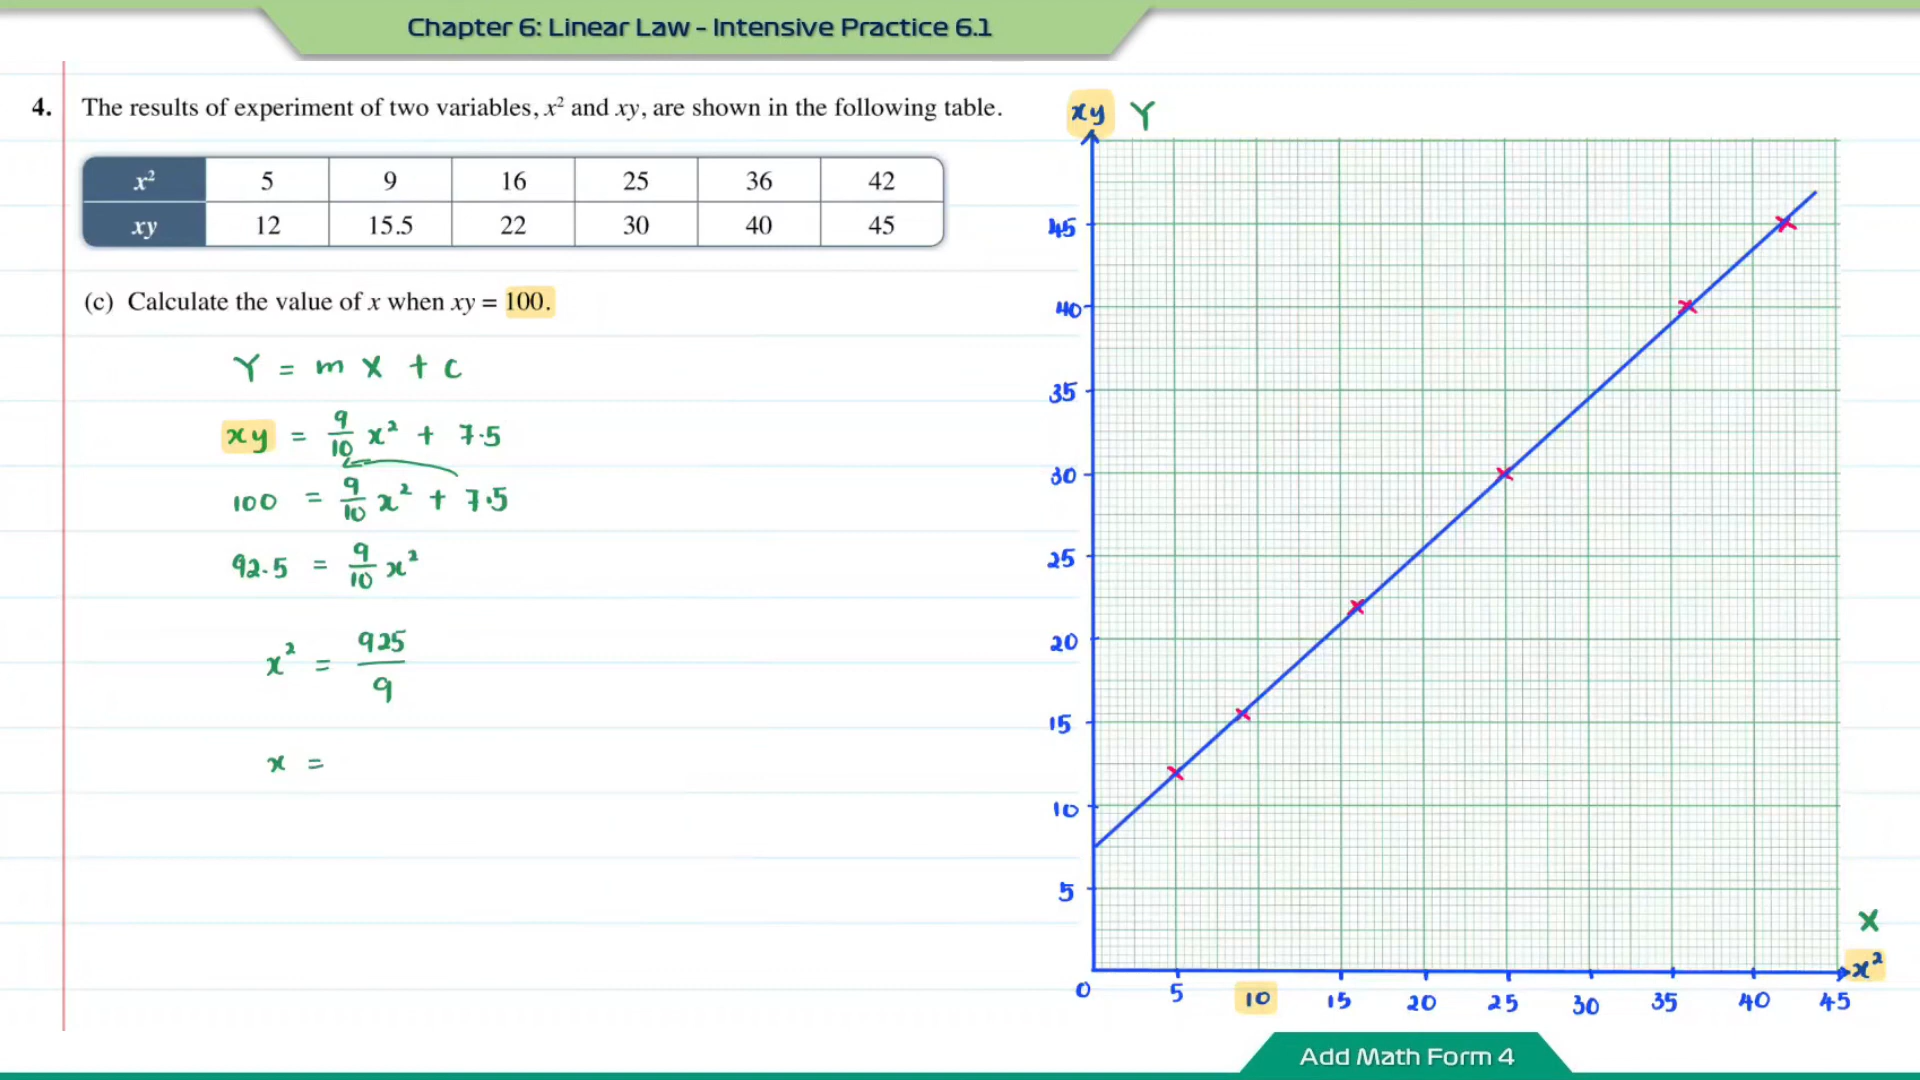 Chapter 6: Linear Law - Intensive Practice 6.1
4. The results of experiment of two variables, x² and xy, are shown in the following table.
x² 5 9 16 25 36 42
xy 12 15.5 22 30 40 45
(c) Calculate the value of x when xy = 100.
Y = m X + c
xy = 9/10 x² + 7.5
100 = 9/10 x² + 7.5
92.5 = 9/10 x²
x² = 925/9
x =
xy Y
45
40
35
30
25
20
15
10
5
X
x²
0 5 10 15 20 25 30 35 40 45
Add Math Form 4